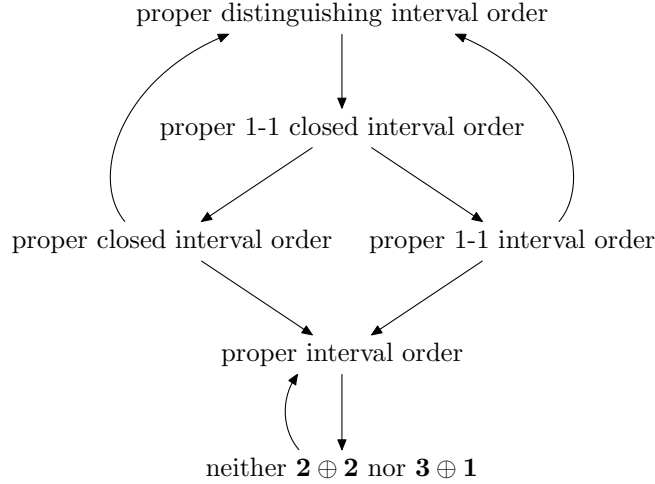 proper distinguishing interval order
proper 1-1 closed interval order
proper closed interval order
proper 1-1 interval order
proper interval order
neither 2 ⊕ 2 nor 3 ⊕ 1